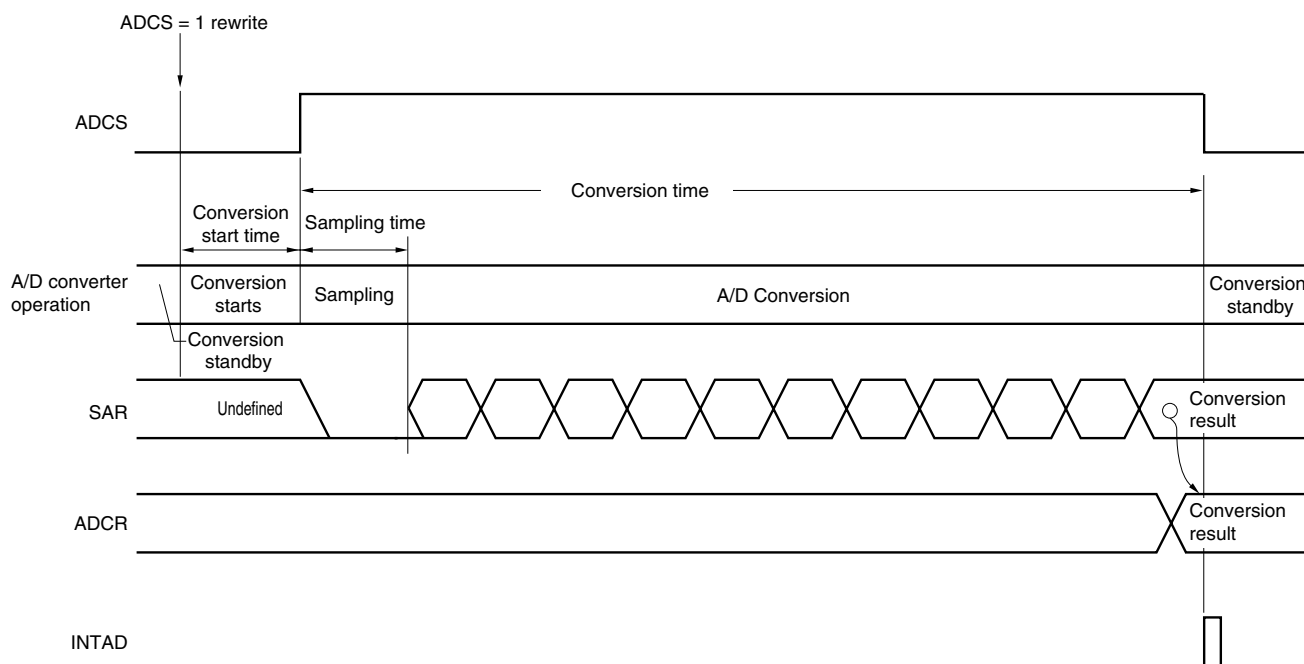 ADCS = 1 rewrite
ADCS
Conversion time
Conversion
start time
Sampling time
A/D converter
operation
Conversion
starts
Sampling
A/D Conversion
Conversion
standby
Conversion
standby
SAR
Undefined
Conversion
result
ADCR
Conversion
result
INTAD